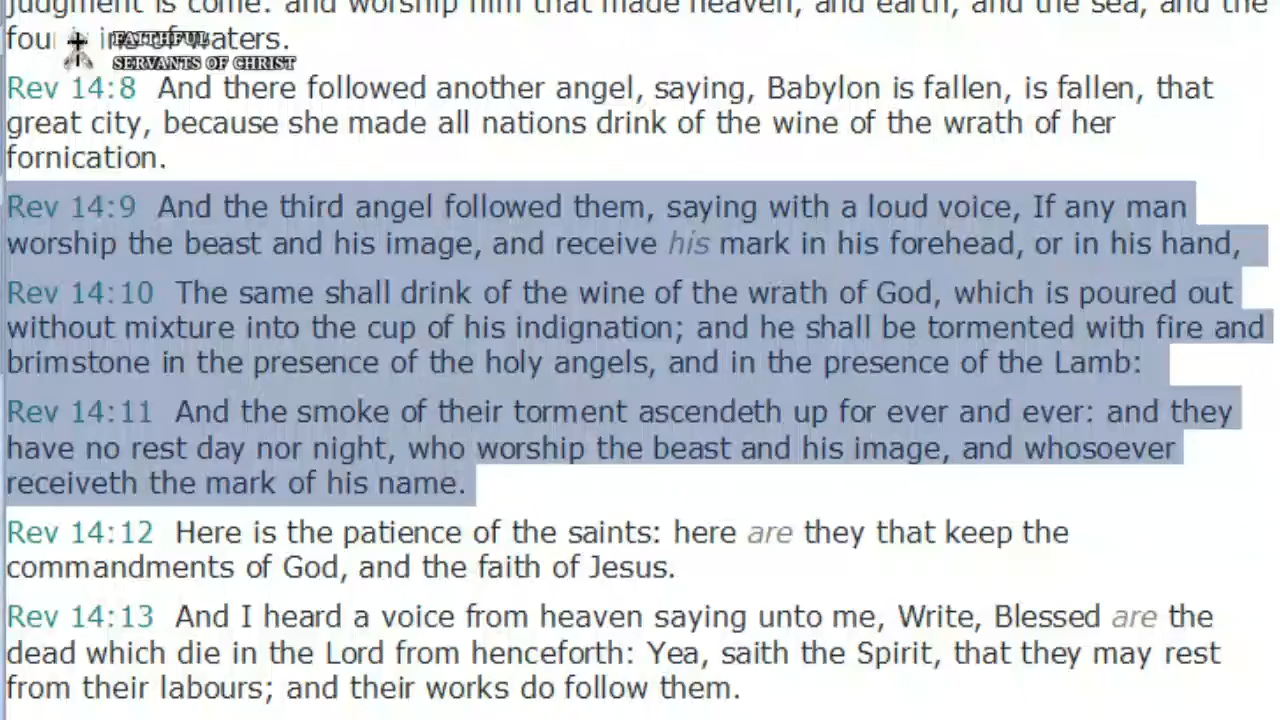 judgment is come: and worship him that made heaven, and earth, and the sea, and the
fountains of waters.
FAITHFUL
SERVANTS OF CHRIST
Rev 14:8 And there followed another angel, saying, Babylon is fallen, is fallen, that
great city, because she made all nations drink of the wine of the wrath of her
fornication.
Rev 14:9 And the third angel followed them, saying with a loud voice, If any man
worship the beast and his image, and receive his mark in his forehead, or in his hand,
Rev 14:10 The same shall drink of the wine of the wrath of God, which is poured out
without mixture into the cup of his indignation; and he shall be tormented with fire and
brimstone in the presence of the holy angels, and in the presence of the Lamb:
Rev 14:11 And the smoke of their torment ascendeth up for ever and ever: and they
have no rest day nor night, who worship the beast and his image, and whosoever
receiveth the mark of his name.
Rev 14:12 Here is the patience of the saints: here are they that keep the
commandments of God, and the faith of Jesus.
Rev 14:13 And I heard a voice from heaven saying unto me, Write, Blessed are the
dead which die in the Lord from henceforth: Yea, saith the Spirit, that they may rest
from their labours; and their works do follow them.